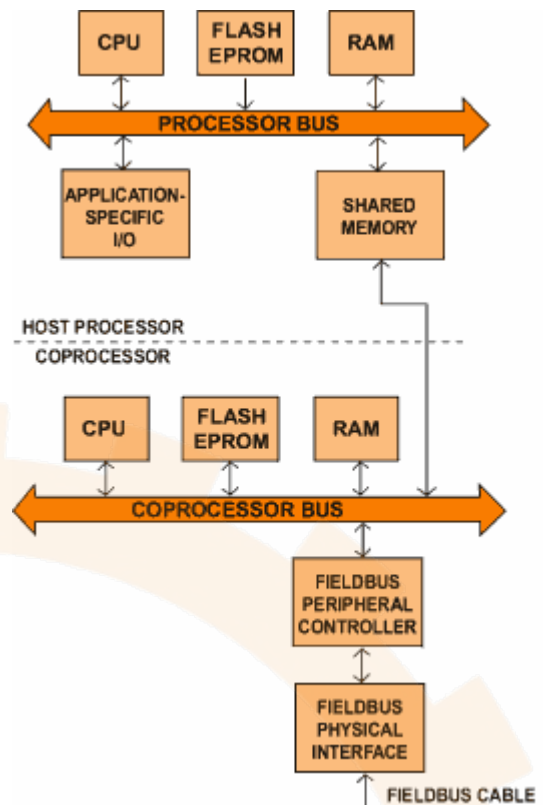 CPU
FLASH
EPROM
RAM
PROCESSOR BUS
APPLICATION-
SPECIFIC
I/O
SHARED
MEMORY
HOST PROCESSOR
COPROCESSOR
CPU
FLASH
EPROM
RAM
COPROCESSOR BUS
FIELDBUS
PERIPHERAL
CONTROLLER
FIELDBUS
PHYSICAL
INTERFACE
FIELDBUS CABLE